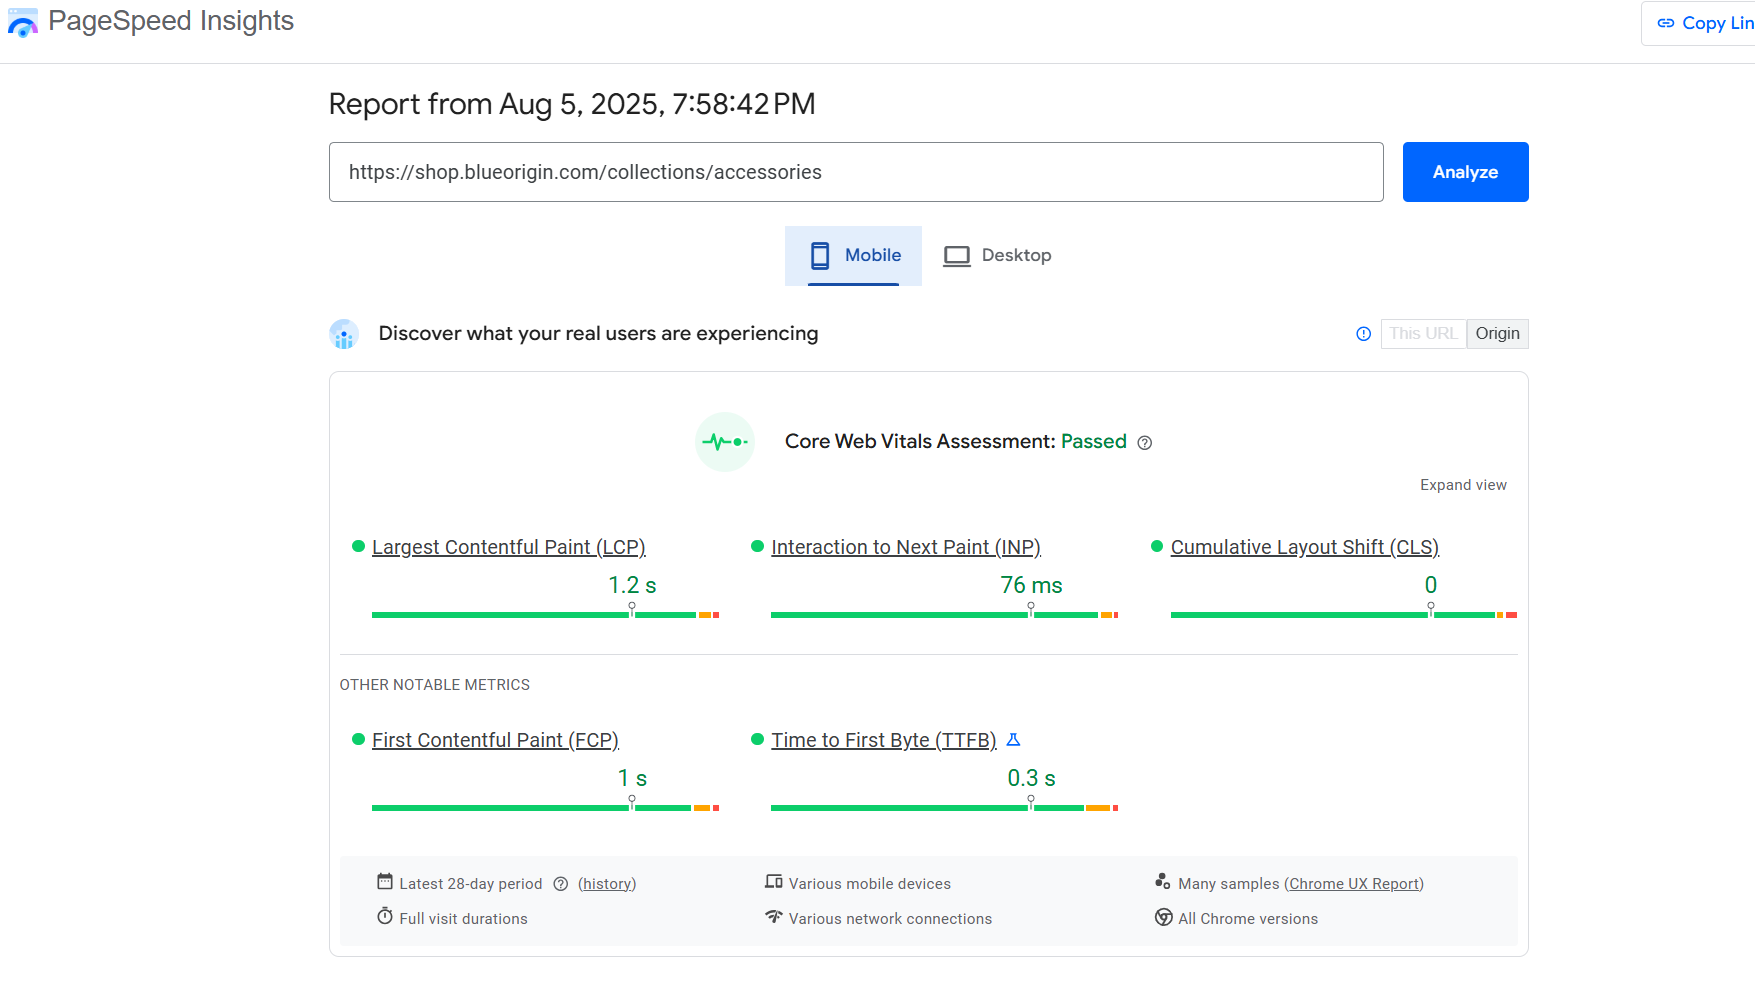 PageSpeed Insights
Copy Lin
Report from Aug 5, 2025, 7:58:42 PM
https://shop.blueorigin.com/collections/accessories
Analyze
Mobile
Desktop
Discover what your real users are experiencing
This URL
Origin
Core Web Vitals Assessment: Passed
Expand view
Largest Contentful Paint (LCP)
1.2 s
Interaction to Next Paint (INP)
76 ms
Cumulative Layout Shift (CLS)
0
OTHER NOTABLE METRICS
First Contentful Paint (FCP)
1 s
Time to First Byte (TTFB)
0.3 s
Latest 28-day period (history)
Various mobile devices
Many samples (Chrome UX Report)
Full visit durations
Various network connections
All Chrome versions